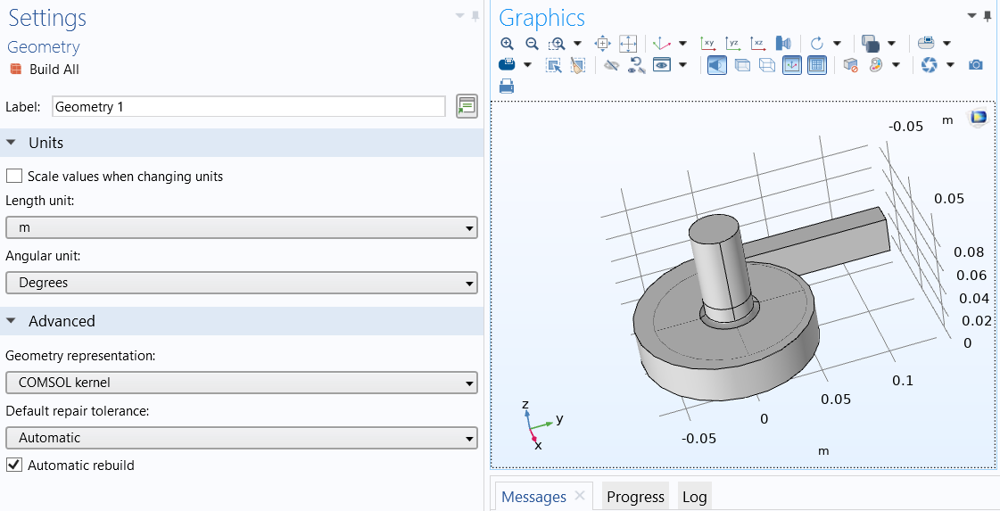 Settings
Geometry
Build All
Label: Geometry 1
Units
Scale values when changing units
Length unit:
m
Angular unit:
Degrees
Advanced
Geometry representation:
COMSOL kernel
Default repair tolerance:
Automatic
Automatic rebuild
Graphics
xy yz xz
-0.05 m
0.05
0.08
0.06
0.04
0.02
0
0.1
0.05
0
-0.05
m
z
y
x
Messages Progress Log